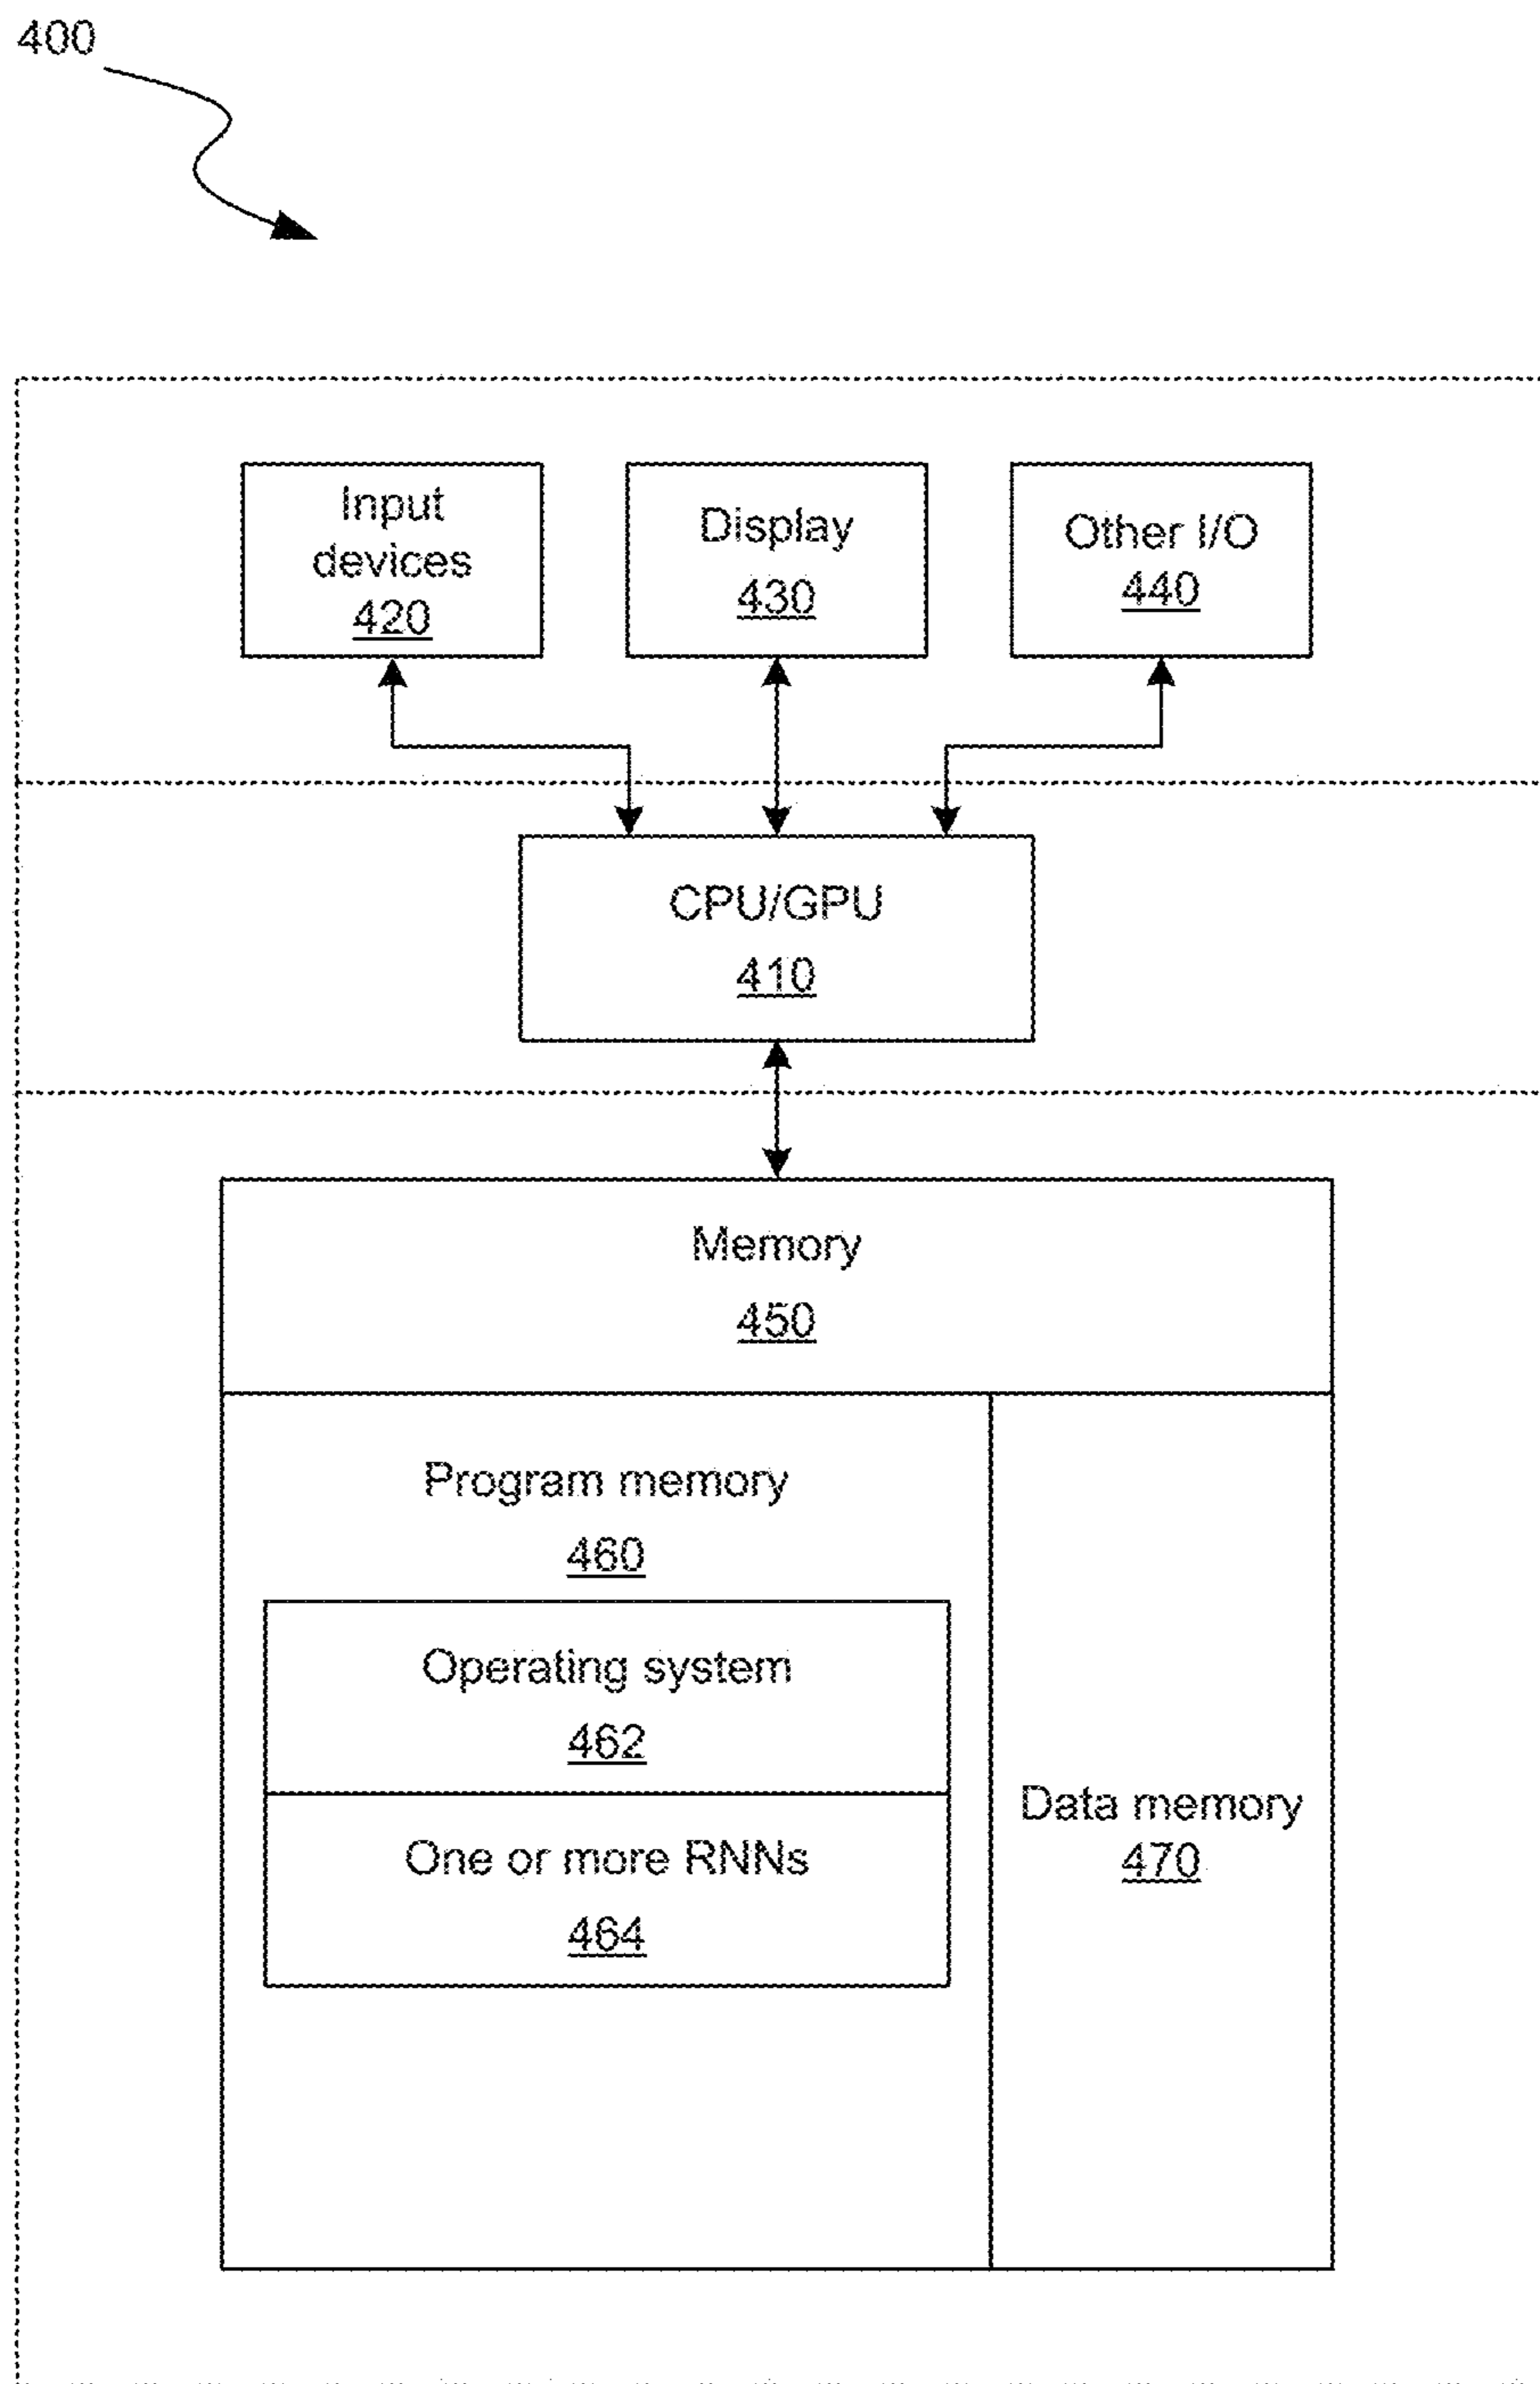 400
Input
devices
420
Display
430
Other I/O
440
CPU/GPU
410
Memory
450
Program memory
460
Operating system
462
One or more RNNs
464
Data memory
470